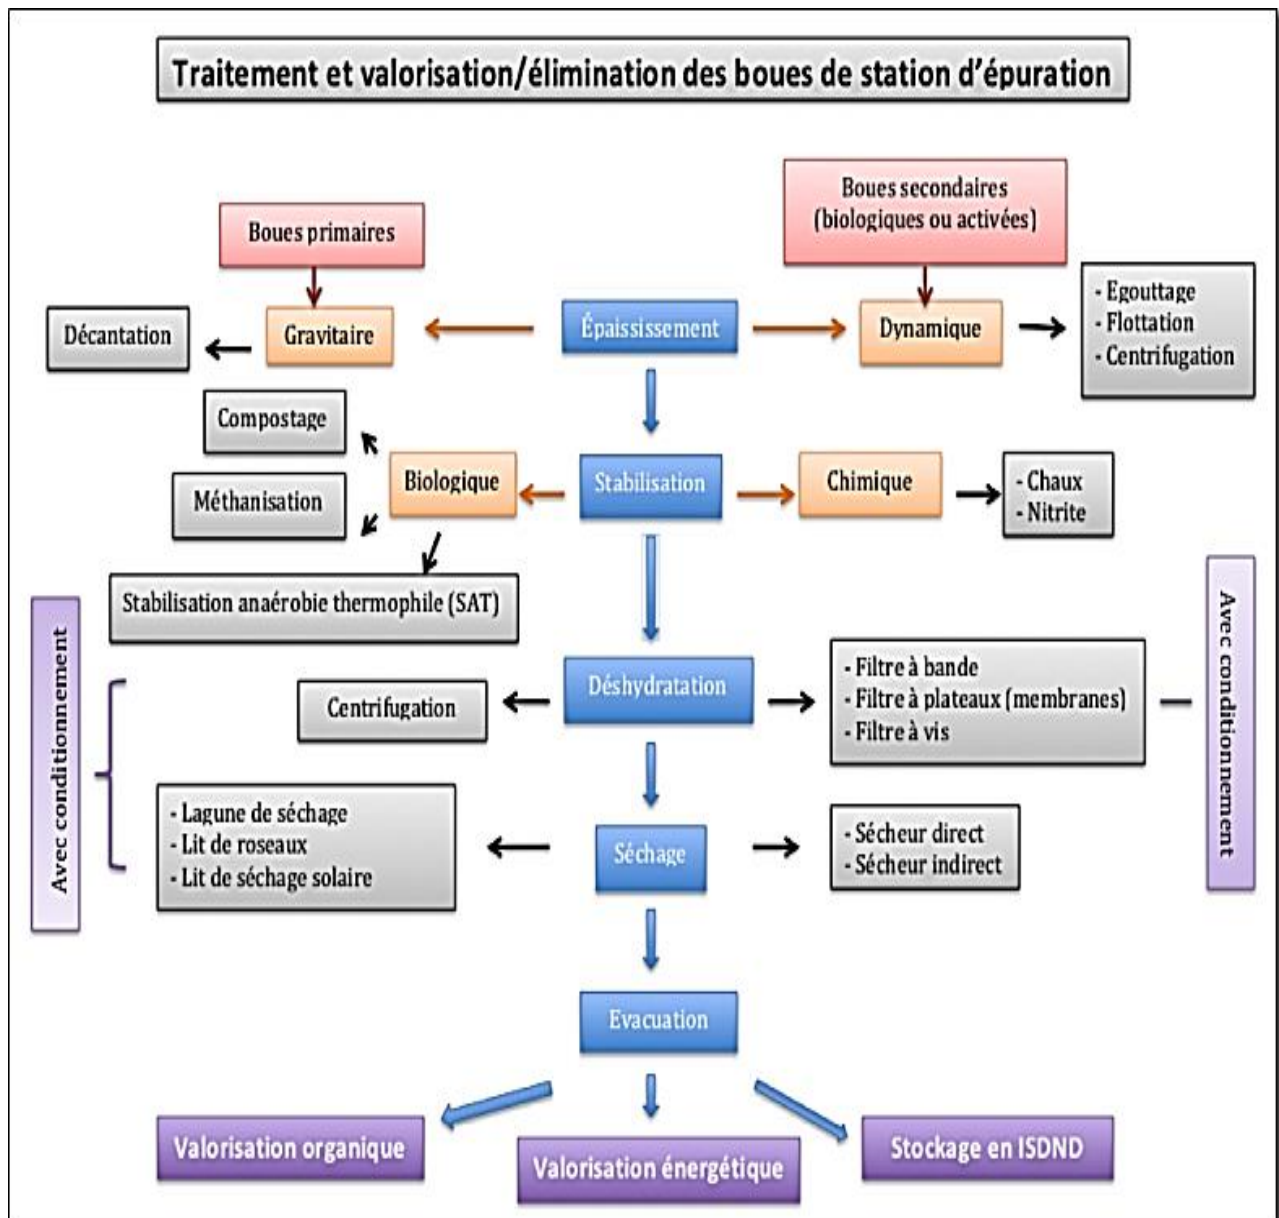 Traitement et valorisation/élimination des boues de station d'épuration
Boues primaires
Boues secondaires
(biologiques ou activées)
Décantation
Gravitaire
Épaississement
Dynamique
- Egouttage
- Flottation
- Centrifugation
Compostage
Méthanisation
Biologique
Stabilisation
Chimique
- Chaux
- Nitrite
Stabilisation anaérobie thermophile (SAT)
Avec conditionnement
Centrifugation
Déshydratation
- Filtre à bande
- Filtre à plateaux (membranes)
- Filtre à vis
Avec conditionnement
- Lagune de séchage
- Lit de roseaux
- Lit de séchage solaire
Séchage
- Sécheur direct
- Sécheur indirect
Evacuation
Valorisation organique
Valorisation énergétique
Stockage en ISDND